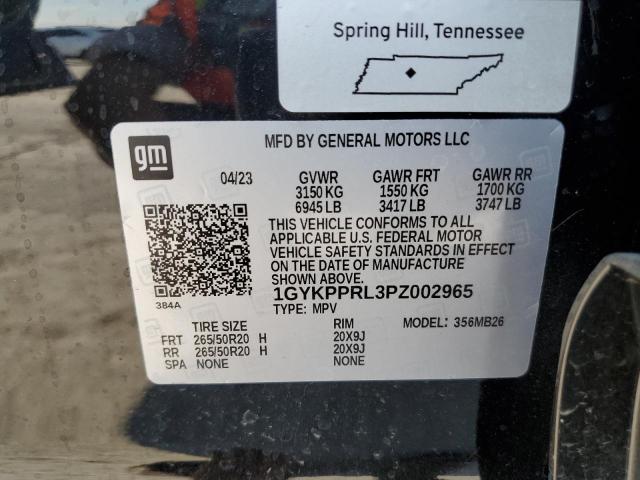 Spring Hill, Tennessee
gm
MFD BY GENERAL MOTORS LLC
04/23 GVWR GAWR FRT GAWR RR
3150 KG 1550 KG 1700 KG
6945 LB 3417 LB 3747 LB
THIS VEHICLE CONFORMS TO ALL
APPLICABLE U.S. FEDERAL MOTOR
VEHICLE SAFETY STANDARDS IN EFFECT
ON THE DATE OF MANUFACTURE
SHOWN ABOVE.
384A
1GYKPPRL3PZ002965
TYPE: MPV
TIRE SIZE RIM MODEL: 356MB26
FRT 265/50R20 H 20X9J
RR 265/50R20 H 20X9J
SPA NONE NONE